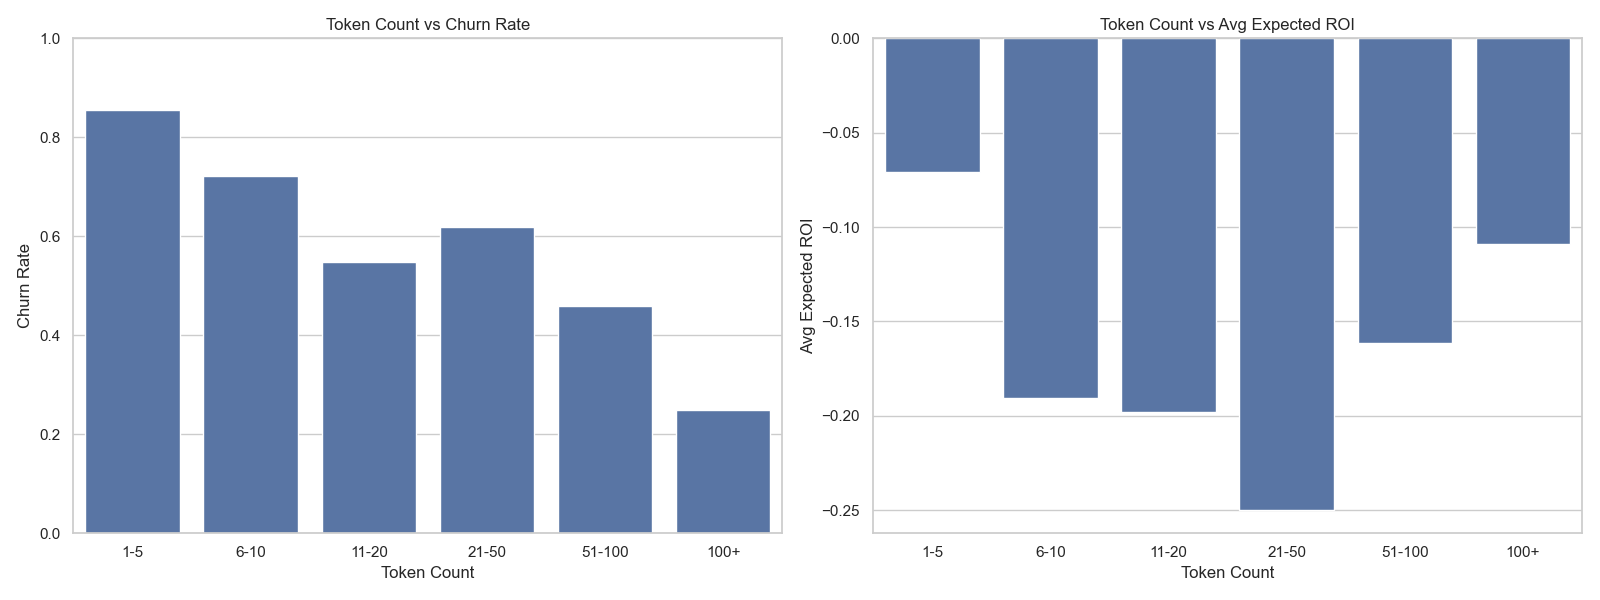 Token Count vs Churn Rate
1.0
0.8
0.6
0.4
0.2
0.0
Churn Rate
1-5 6-10 11-20 21-50 51-100 100+
Token Count
Token Count vs Avg Expected ROI
0.00
−0.05
−0.10
−0.15
−0.20
−0.25
Avg Expected ROI
1-5 6-10 11-20 21-50 51-100 100+
Token Count